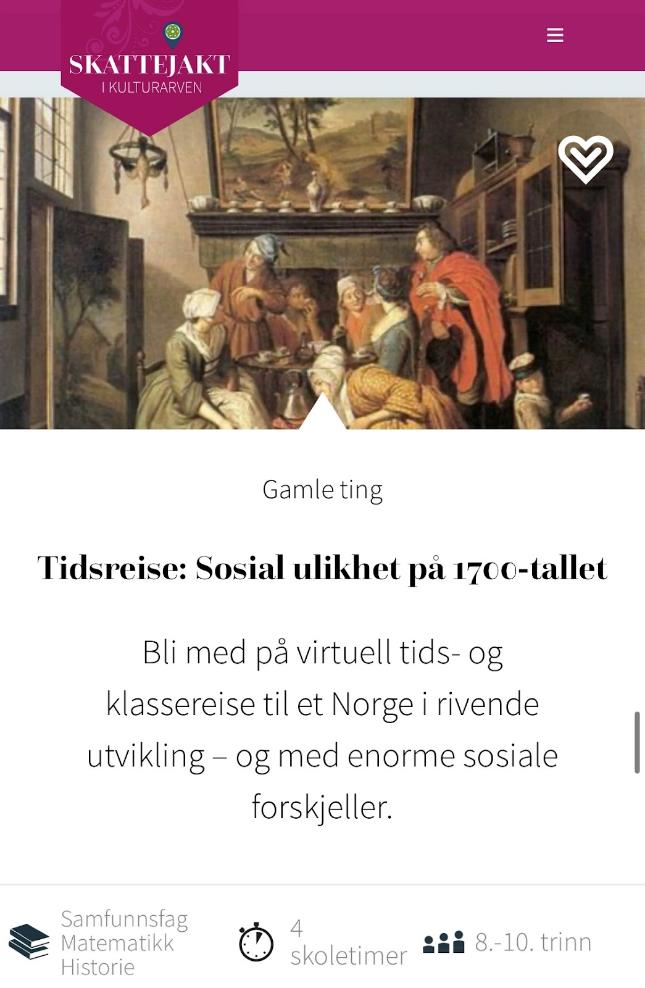 SKATTEJAKT
I KULTURARVEN
Gamle ting
Tidsreise: Sosial ulikhet på 1700-tallet
Bli med på virtuell tids- og
klassereise til et Norge i rivende
utvikling – og med enorme sosiale
forskjeller.
Samfunnsfag
Matematikk
Historie
4
skoletimer
8.-10. trinn